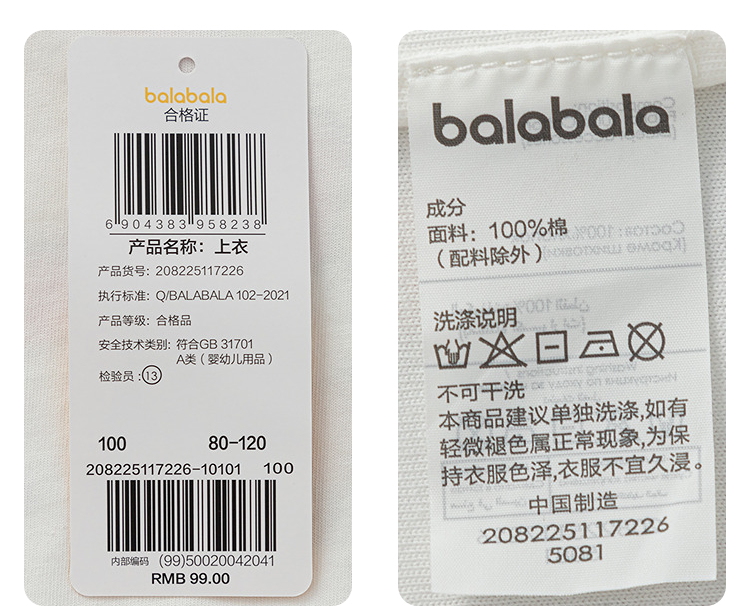 balabala
合格证
6 904383 958238
产品名称：上衣
产品货号：208225117226
执行标准：Q/BALABALA 102-2021
产品等级：合格品
安全技术类别：符合GB 31701
A类（婴幼儿用品）
检验员：13
100 80-120
208225117226-10101 100
内部编码 (99)50020042041
RMB 99.00
balabala
成分
面料：100%棉
（配料除外）
洗涤说明
不可干洗
本商品建议单独洗涤,如有
轻微褪色属正常现象,为保
持衣服色泽,衣服不宜久浸。
中国制造
208225117226
5081